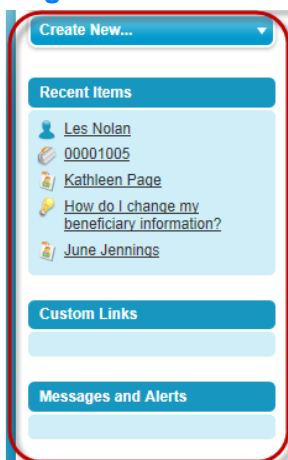 Create New...
Recent Items
Les Nolan
00001005
Kathleen Page
How do I change my
beneficiary information?
June Jennings
Custom Links
Messages and Alerts